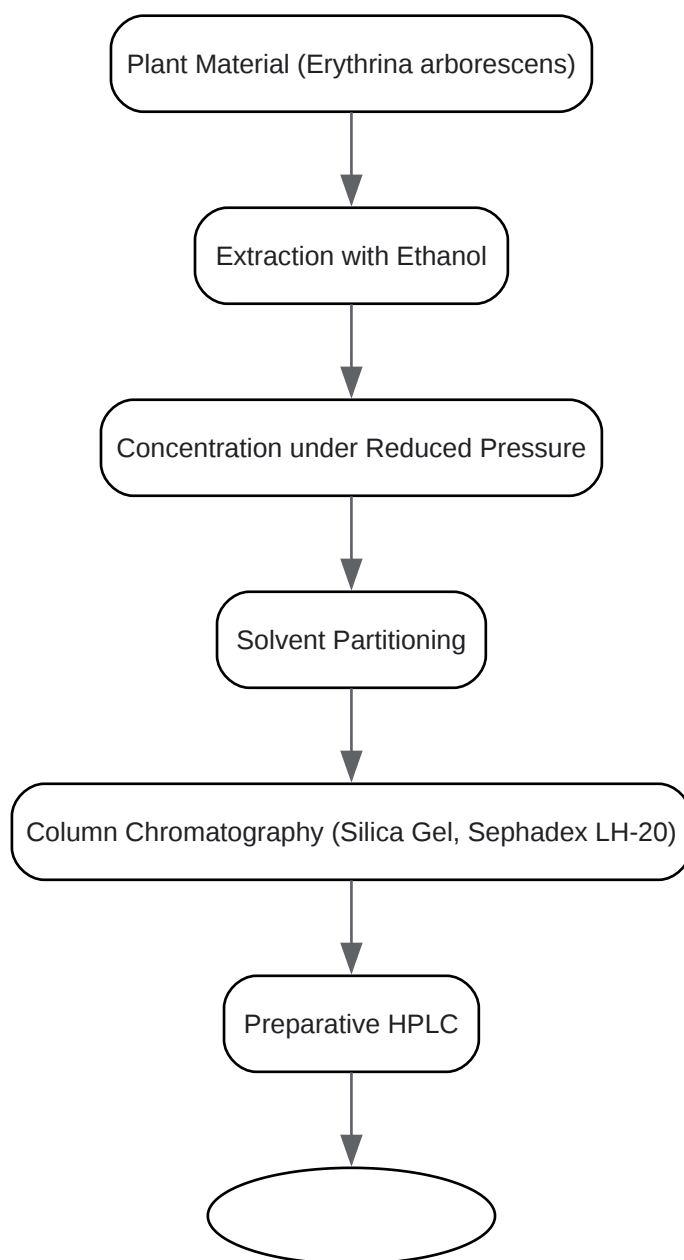 Plant Material (Erythrina arborescens)
Extraction with Ethanol
Concentration under Reduced Pressure
Solvent Partitioning
Column Chromatography (Silica Gel, Sephadex LH-20)
Preparative HPLC